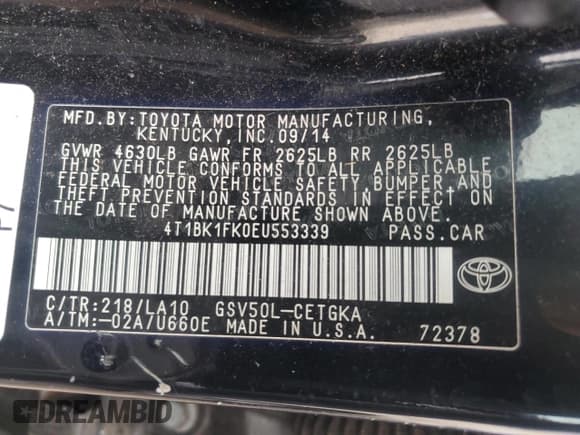 MFD.BY:TOYOTA MOTOR MANUFACTURING,
KENTUCKY, INC.09/14
GVWR 4630LB GAWR FR 2625LB RR 2625LB
THIS VEHICLE CONFORMS TO ALL APPLICABLE
FEDERAL MOTOR VEHICLE SAFETY,BUMPER,AND
THEFT PREVENTION STANDARDS IN EFFECT ON
THE DATE OF MANUFACTURE SHOWN ABOVE.
4T1BK1FK0EU553339 PASS.CAR
C/TR:218/LA10 GSV50L-CETGKA
A/TM:-02A/U660E MADE IN U.S.A. 72378
DREAMBID